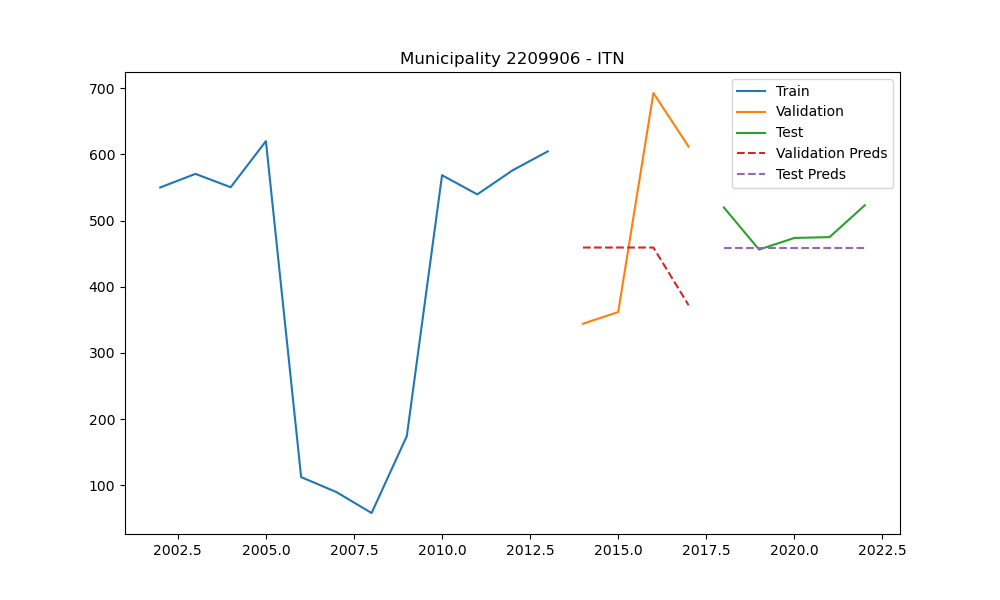 Municipality 2209906 - ITN
Train
Validation
Test
Validation Preds
Test Preds
700
600
500
400
300
200
100
2002.5 2005.0 2007.5 2010.0 2012.5 2015.0 2017.5 2020.0 2022.5